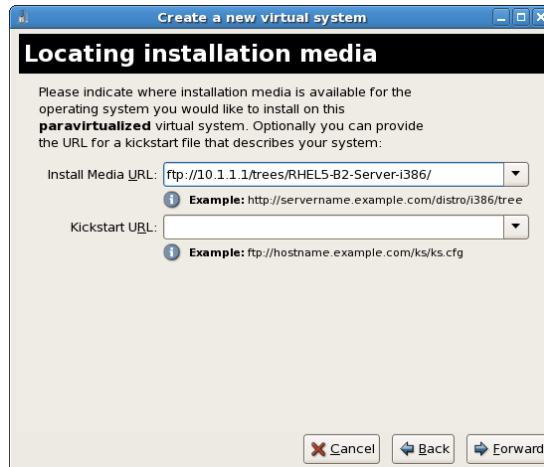 Create a new virtual system
Locating installation media
Please indicate where installation media is available for the
operating system you would like to install on this
paravirtualized virtual system. Optionally you can provide
the URL for a kickstart file that describes your system:
Install Media URL: ftp://10.1.1.1/trees/RHEL5-B2-Server-i386/
Example: http://servername.example.com/distro/i386/tree
Kickstart URL:
Example: ftp://hostname.example.com/ks/ks.cfg
Cancel Back Forward